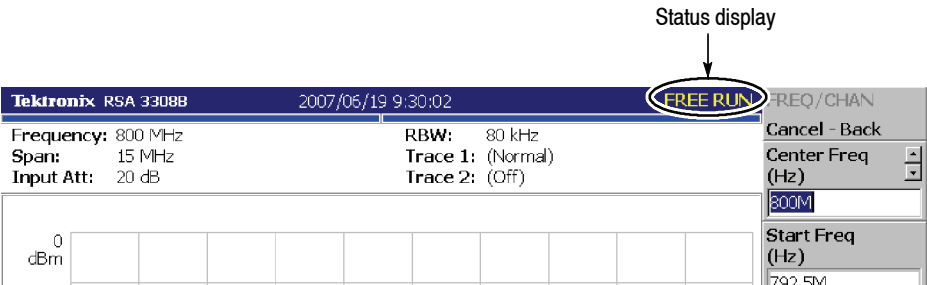 Status display
Tektronix RSA 3308B 2007/06/19 9:30:02 FREE RUN FREQ/CHAN
Cancel - Back
Frequency: 800 MHz RBW: 80 kHz
Span: 15 MHz Trace 1: (Normal)
Input Att: 20 dB Trace 2: (Off)
Center Freq
(Hz)
800M
0
dBm
Start Freq
(Hz)
792.5M